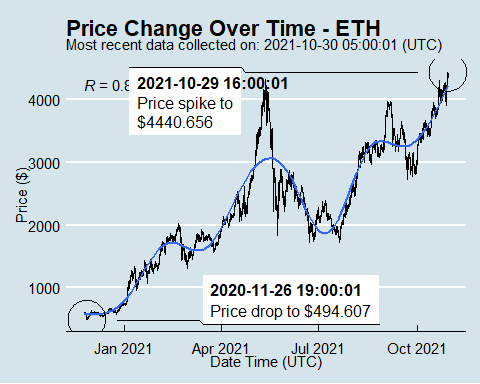 Price Change Over Time - ETH
Most recent data collected on: 2021-10-30 05:00:01 (UTC)
R = 0.8
2021-10-29 16:00:01
Price spike to
$4440.656
4000
3000
2000
1000
Price ($)
2020-11-26 19:00:01
Price drop to $494.607
Jan 2021
Apr 2021
Jul 2021
Oct 2021
Date Time (UTC)